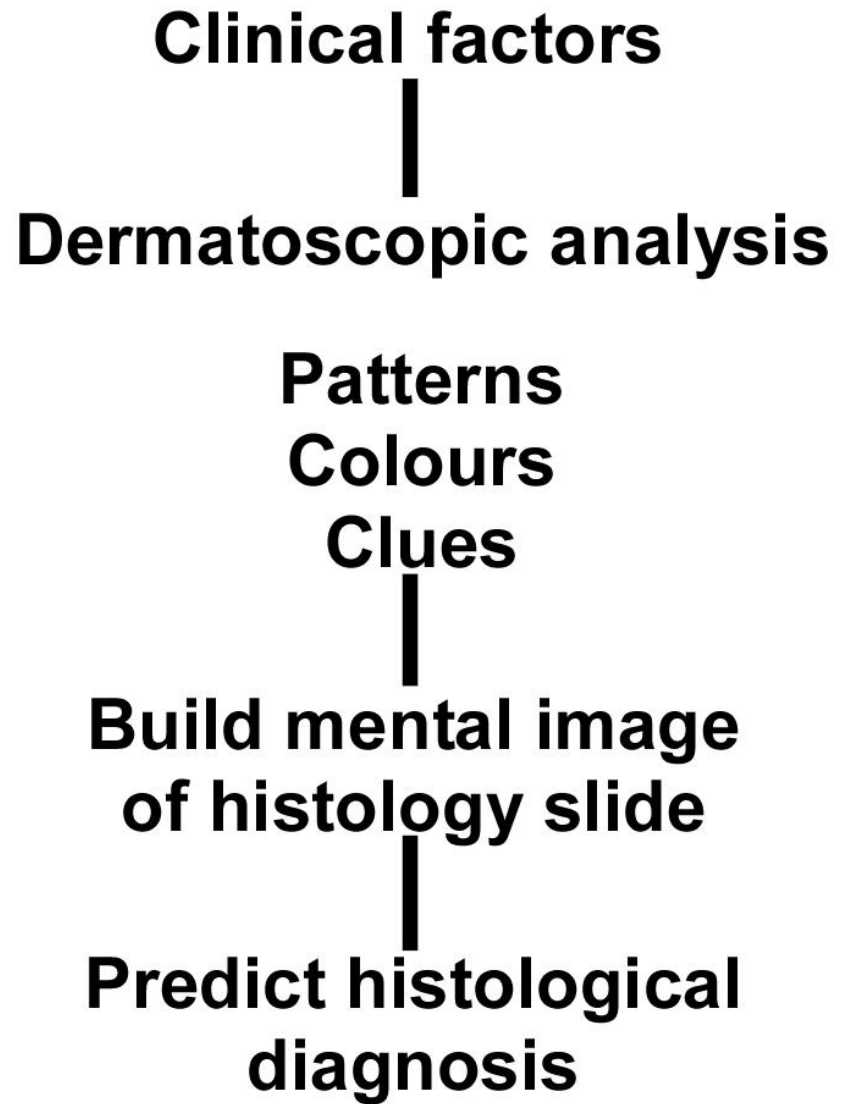 Clinical factors
Dermatoscopic analysis
Patterns
Colours
Clues
Build mental image
of histology slide
Predict histological
diagnosis